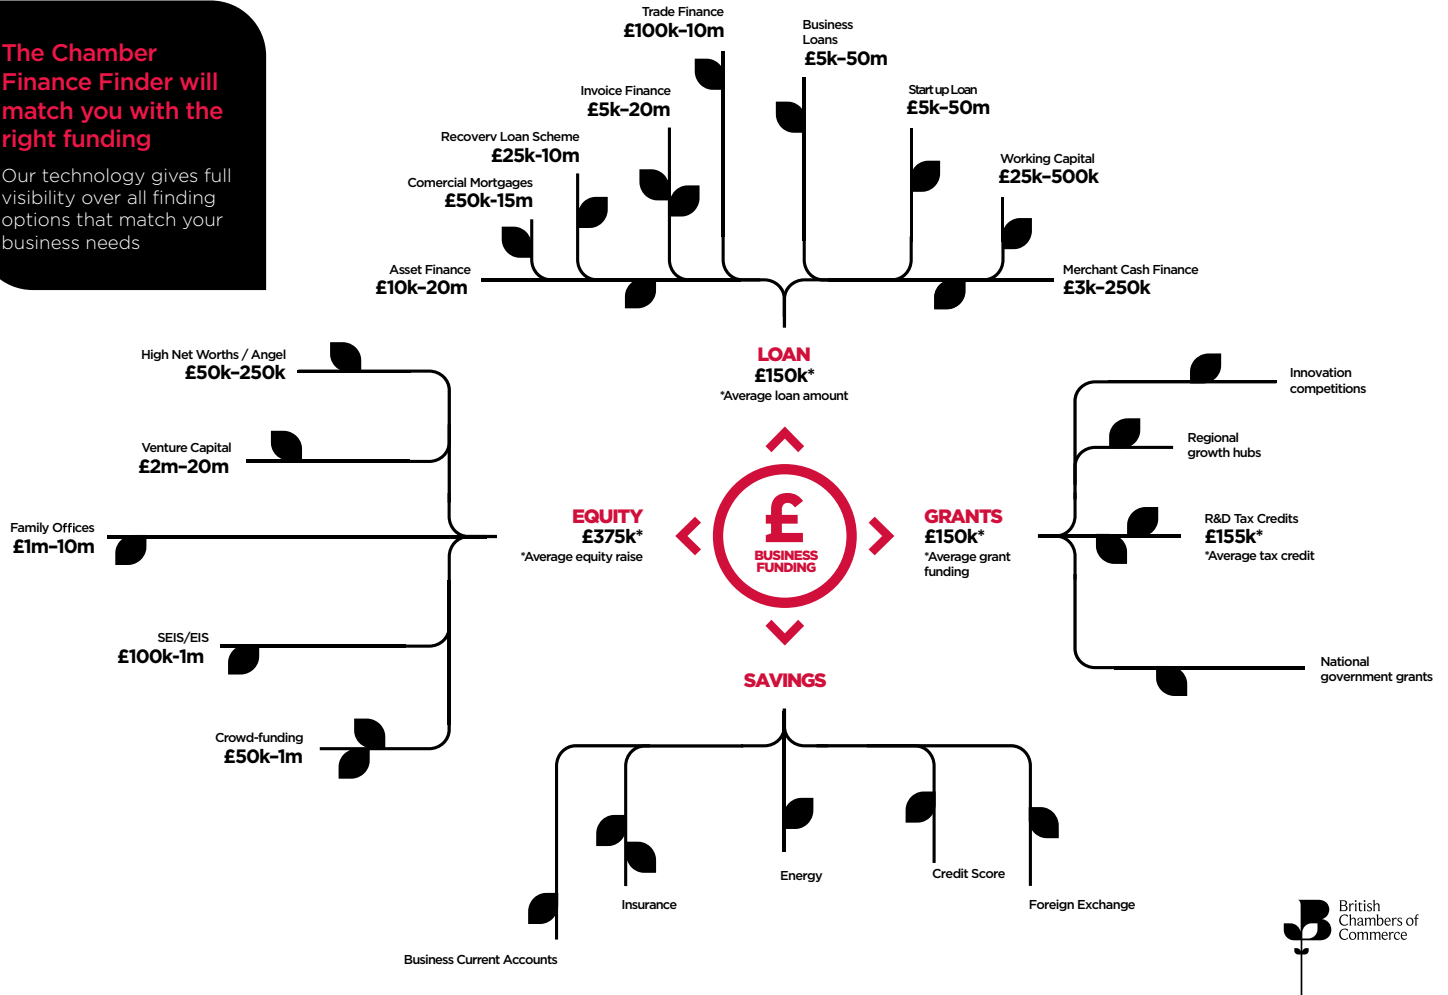 The Chamber
Finance Finder will
match you with the
right funding
Our technology gives full
visibility over all finding
options that match your
business needs
Trade Finance
£100k–10m
Business
Loans
£5k–50m
Invoice Finance
£5k–20m
Start up Loan
£5k–50m
Recoverv Loan Scheme
£25k-10m
Working Capital
£25k–500k
Comercial Mortgages
£50k-15m
Asset Finance
£10k–20m
Merchant Cash Finance
£3k–250k
LOAN
£150k*
*Average loan amount
High Net Worths / Angel
£50k–250k
Venture Capital
£2m–20m
Family Offices
£1m–10m
SEIS/EIS
£100k-1m
Crowd-funding
£50k–1m
EQUITY
£375k*
*Average equity raise
£
BUSINESS
FUNDING
GRANTS
£150k*
*Average grant
funding
Innovation
competitions
Regional
growth hubs
R&D Tax Credits
£155k*
*Average tax credit
National
government grants
SAVINGS
Business Current Accounts
Insurance
Energy
Credit Score
Foreign Exchange
British
Chambers of
Commerce